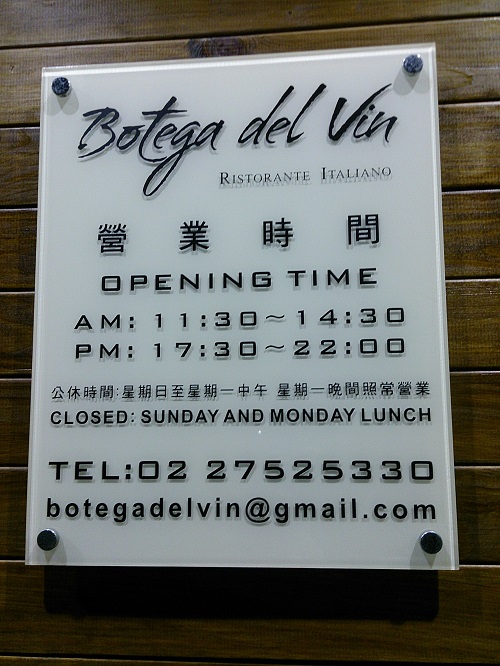 Botega del Vin
RISTORANTE ITALIANO
營業時間
OPENING TIME
AM: 11:30~14:30
PM: 17:30~22:00
公休時間:星期日至星期一中午 星期一晚間照常營業
CLOSED: SUNDAY AND MONDAY LUNCH
TEL:02 27525330
botegadelvin@gmail.com